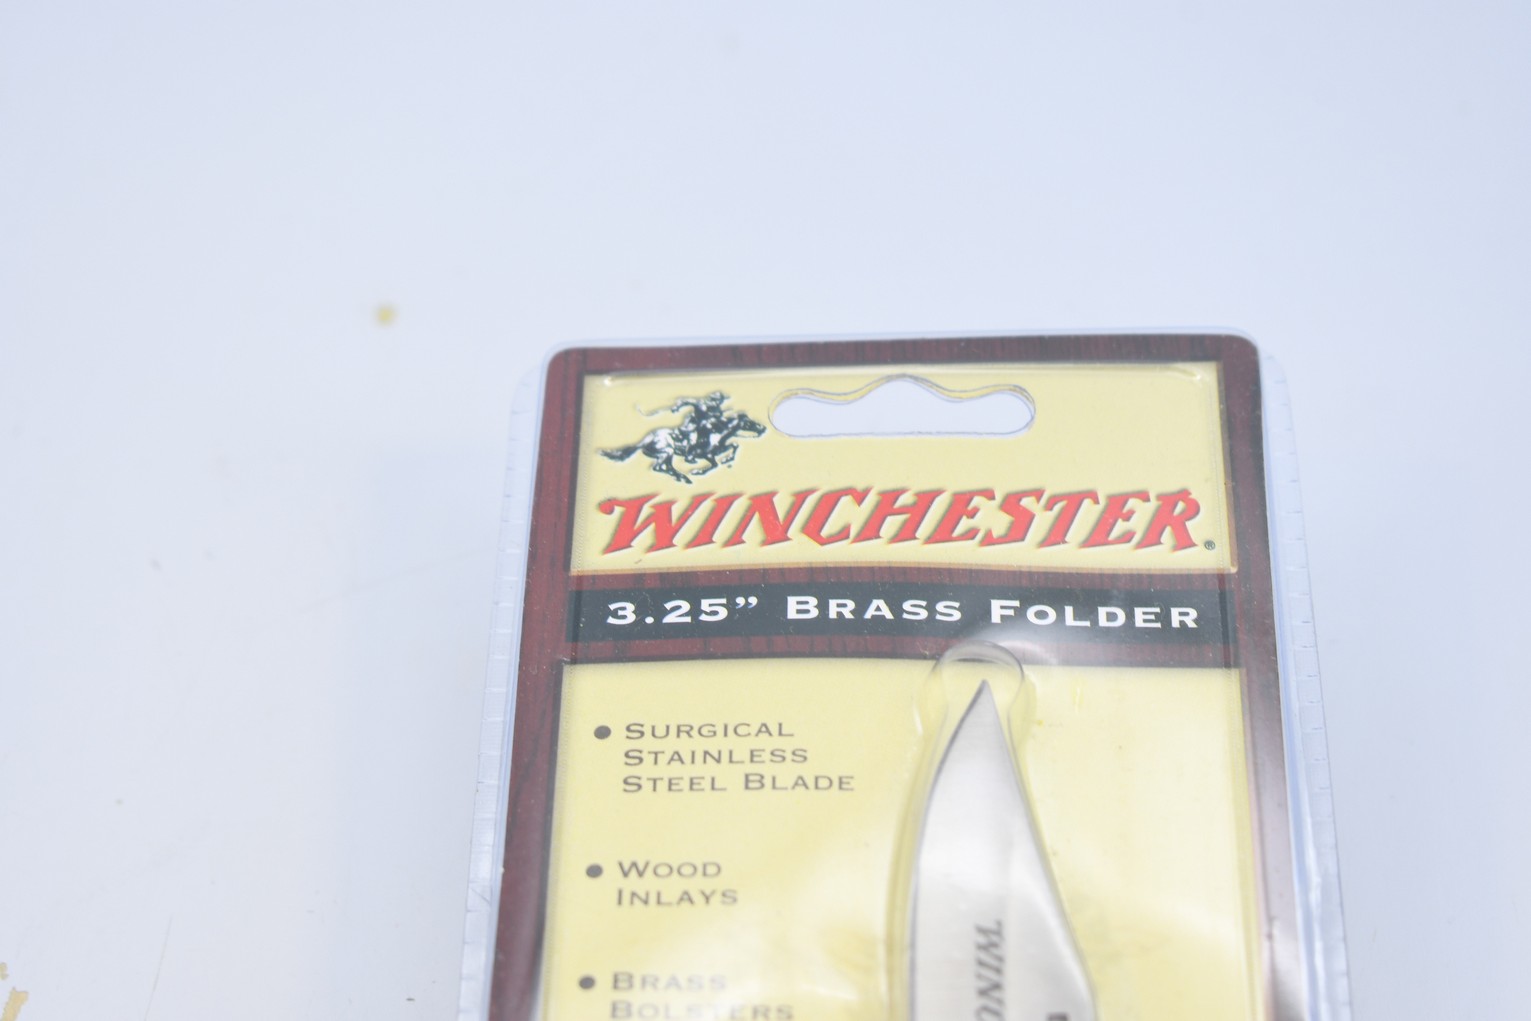 WINCHESTER®
3.25” BRASS FOLDER
• SURGICAL
STAINLESS
STEEL BLADE
• WOOD
INLAYS
• BRASS
BOLSTERS